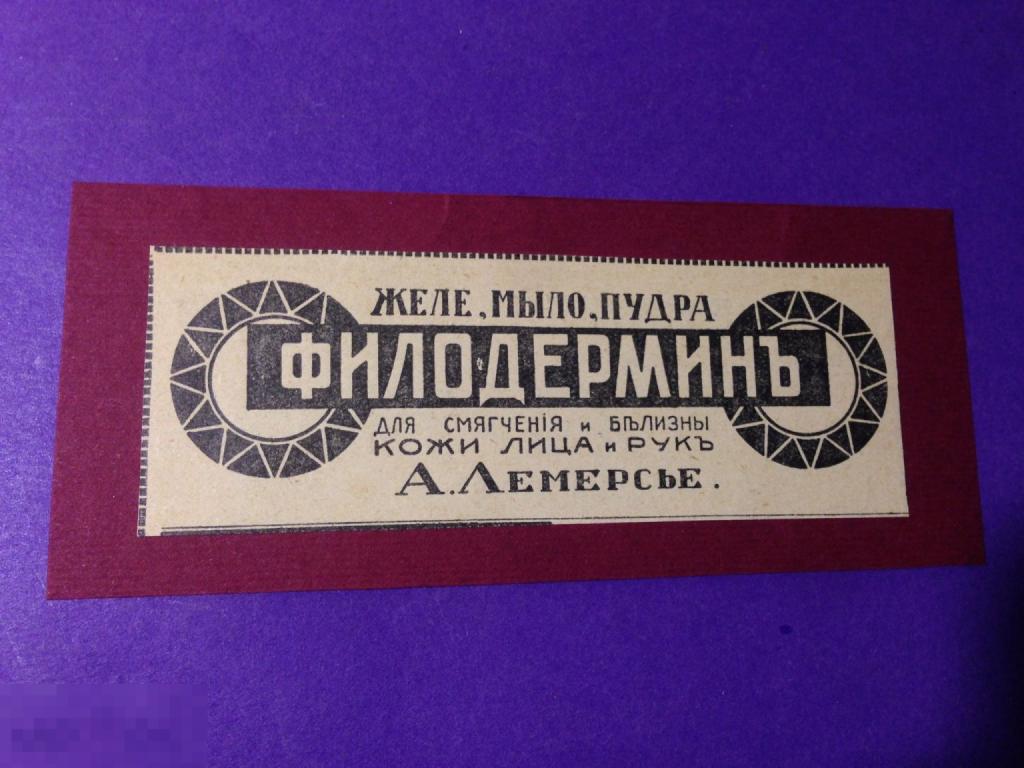 ЖЕЛЕ, МЫЛО, ПУДРА
ФИЛОДЕРМИНЪ
ДЛЯ СМЯГЧЕНІЯ и БѢЛИЗНЫ
КОЖИ ЛИЦА и РУКЪ
А. ЛЕМЕРСЬЕ.